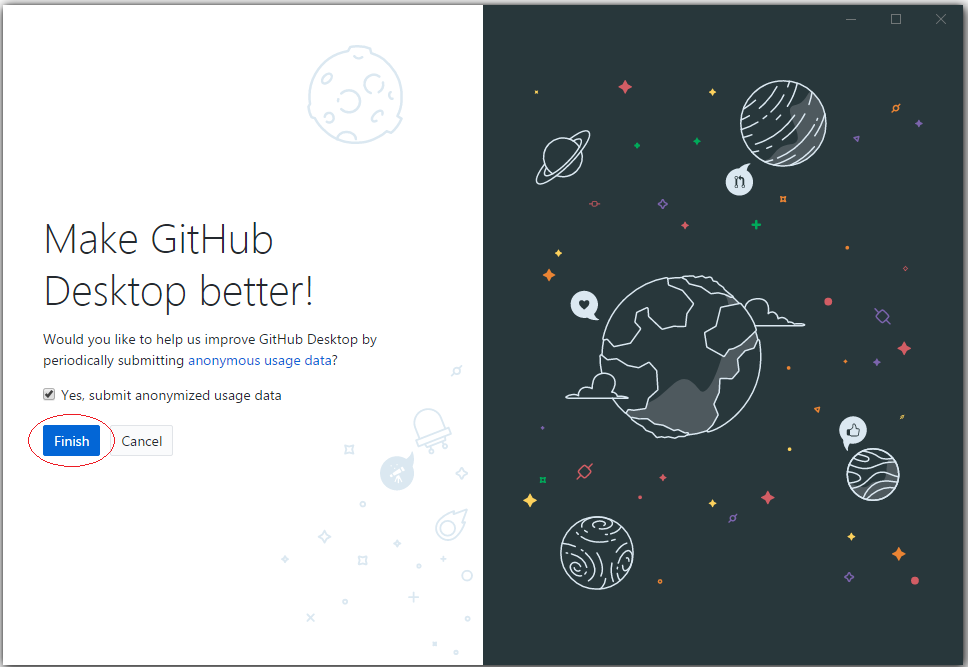 Make GitHub
Desktop better!
Would you like to help us improve GitHub Desktop by
periodically submitting anonymous usage data?
Yes, submit anonymized usage data
Finish Cancel